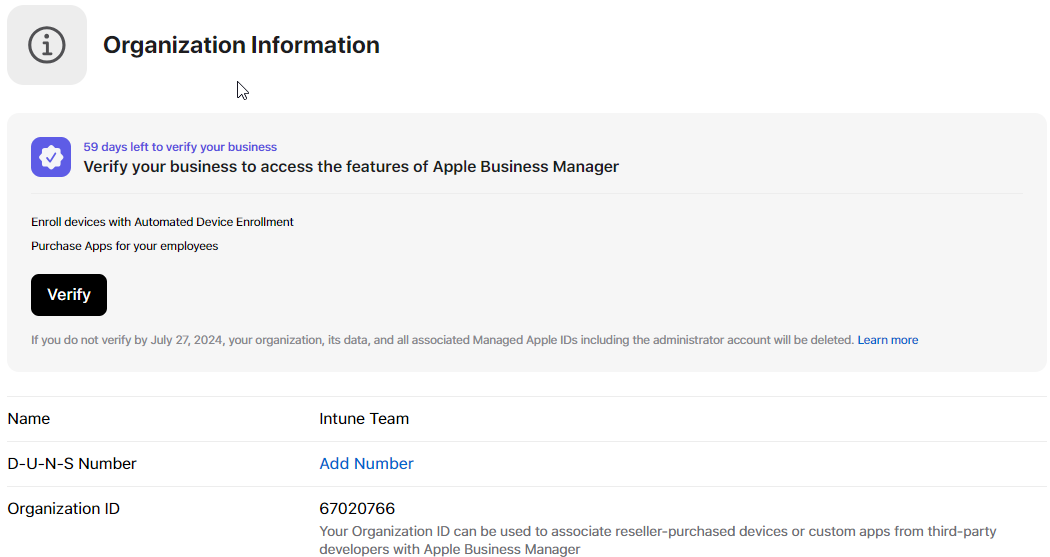 Organization Information
59 days left to verify your business
Verify your business to access the features of Apple Business Manager
Enroll devices with Automated Device Enrollment
Purchase Apps for your employees
Verify
If you do not verify by July 27, 2024, your organization, its data, and all associated Managed Apple IDs including the administrator account will be deleted. Learn more
Name Intune Team
D-U-N-S Number Add Number
Organization ID 67020766
Your Organization ID can be used to associate reseller-purchased devices or custom apps from third-party
developers with Apple Business Manager